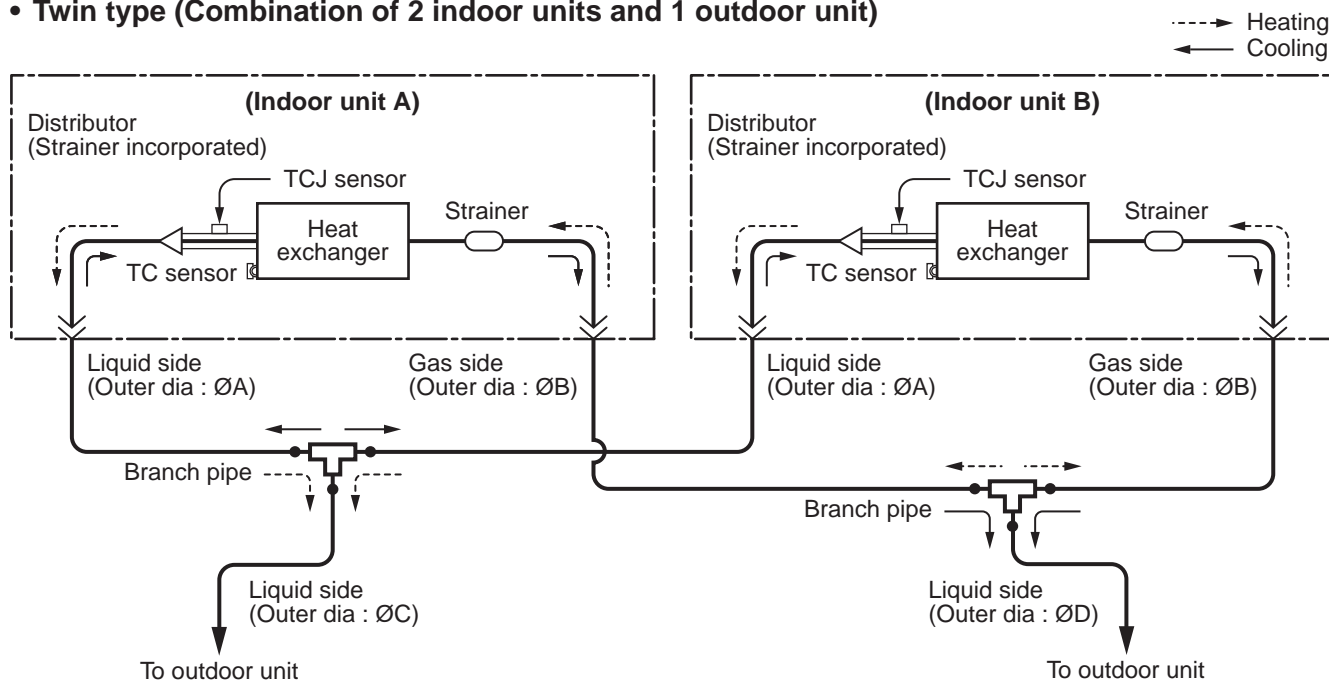 • Twin type (Combination of 2 indoor units and 1 outdoor unit)
Heating
Cooling
(Indoor unit A)
Distributor
(Strainer incorporated)
TCJ sensor
Strainer
Heat
exchanger
TC sensor
Liquid side
(Outer dia : ØA)
Gas side
(Outer dia : ØB)
(Indoor unit B)
Distributor
(Strainer incorporated)
TCJ sensor
Strainer
Heat
exchanger
TC sensor
Liquid side
(Outer dia : ØA)
Gas side
(Outer dia : ØB)
Branch pipe
Branch pipe
Liquid side
(Outer dia : ØC)
Liquid side
(Outer dia : ØD)
To outdoor unit
To outdoor unit